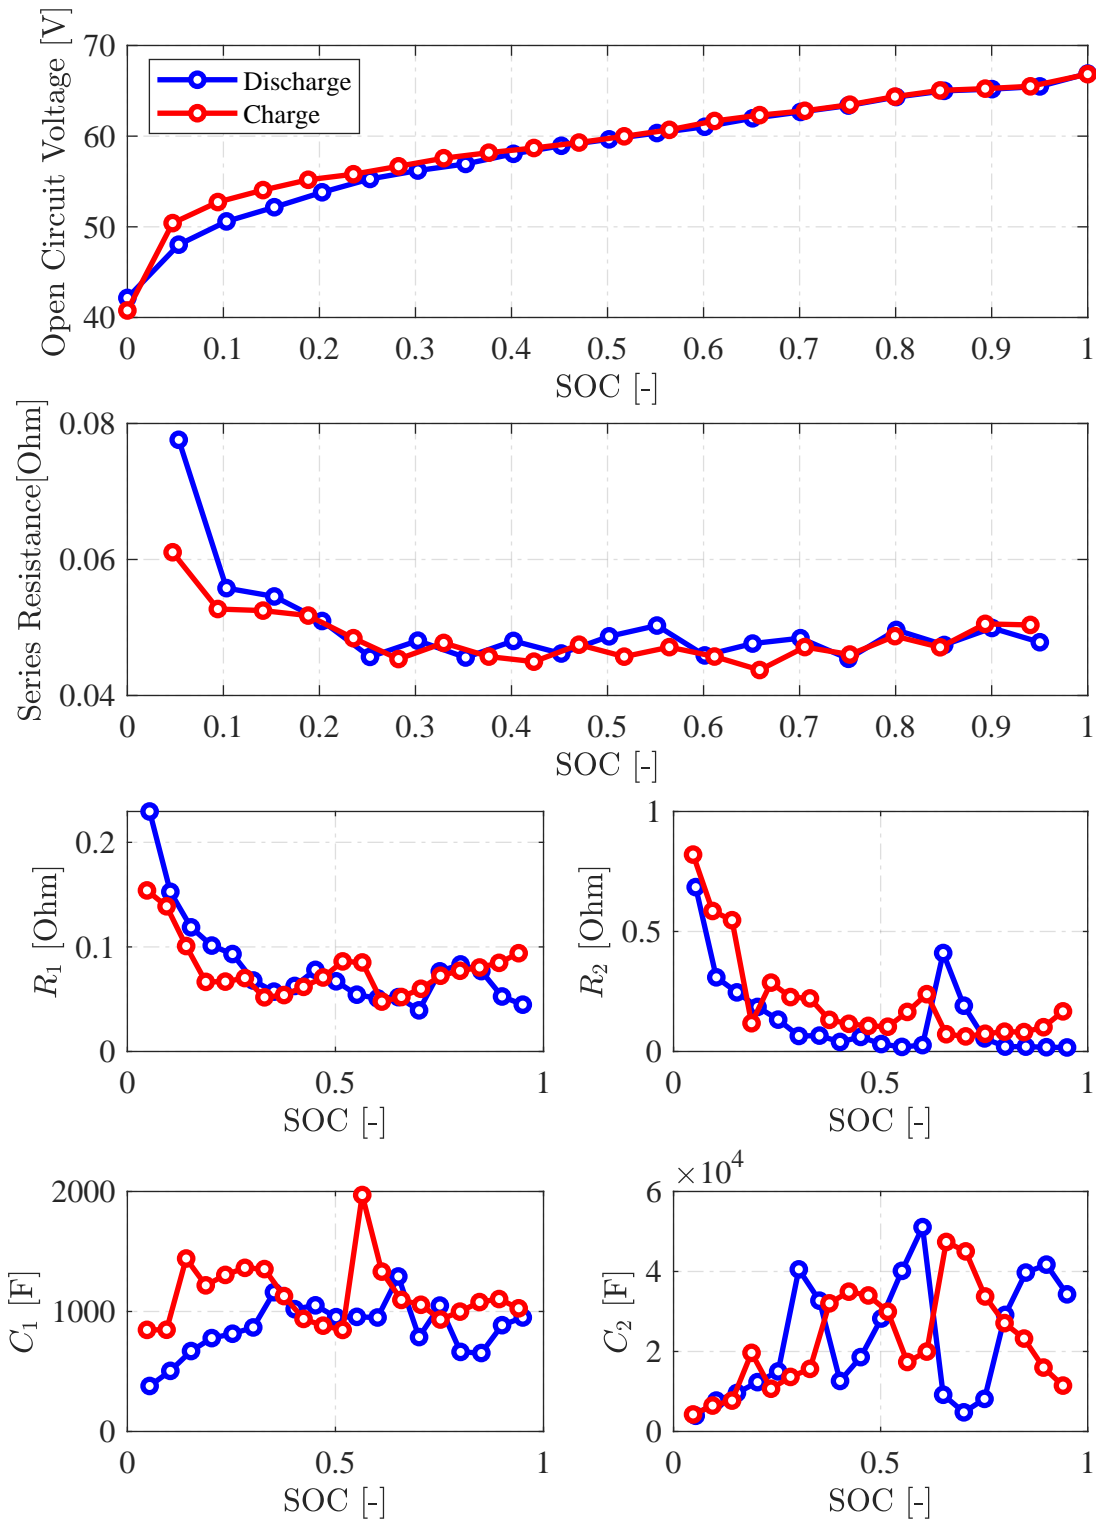 Open Circuit Voltage [V]
70
60
50
40
Discharge
Charge
0 0.1 0.2 0.3 0.4 0.5 0.6 0.7 0.8 0.9 1
SOC [-]
Series Resistance[Ohm]
0.08
0.06
0.04
0 0.1 0.2 0.3 0.4 0.5 0.6 0.7 0.8 0.9 1
SOC [-]
R1 [Ohm]
0.2
0.1
0
0 0.5 1
SOC [-]
R2 [Ohm]
1
0.5
0
0 0.5 1
SOC [-]
C1 [F]
2000
1000
0
0 0.5 1
SOC [-]
×10^4
C2 [F]
6
4
2
0
0 0.5 1
SOC [-]